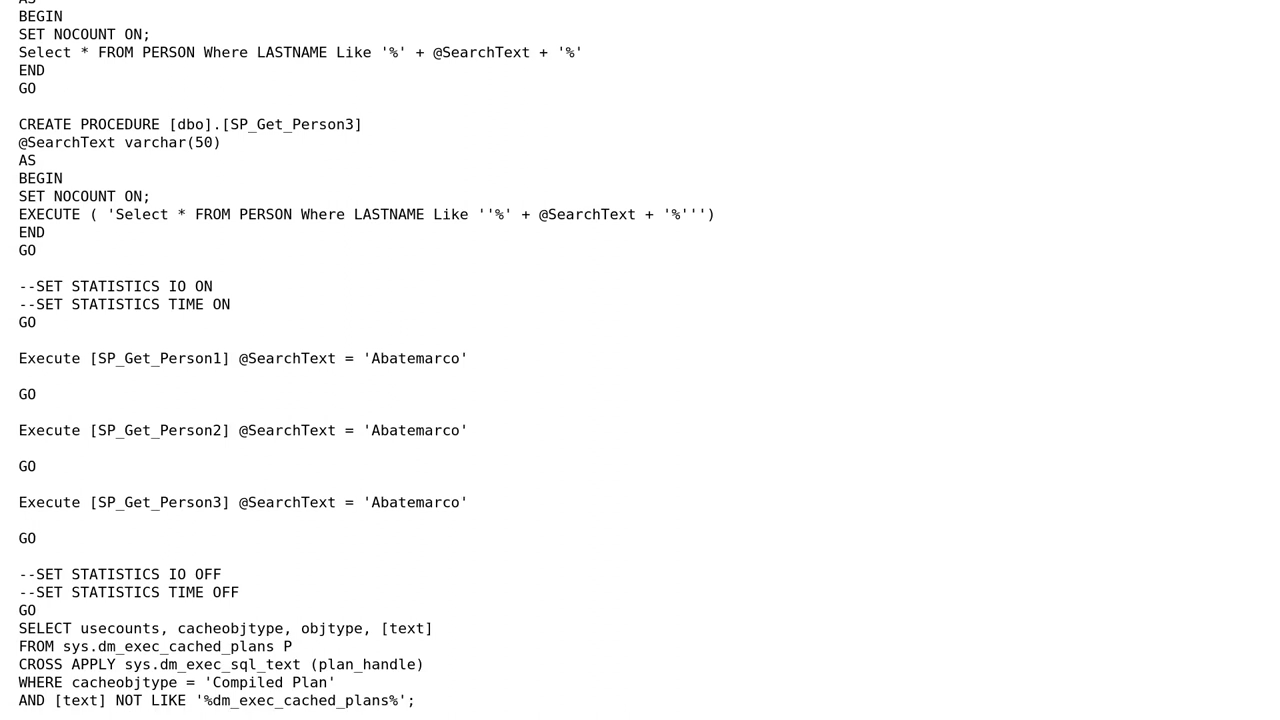 AS
BEGIN
SET NOCOUNT ON;
Select * FROM PERSON Where LASTNAME Like '%' + @SearchText + '%'
END
GO
CREATE PROCEDURE [dbo].[SP_Get_Person3]
@SearchText varchar(50)
AS
BEGIN
SET NOCOUNT ON;
EXECUTE ( 'Select * FROM PERSON Where LASTNAME Like ''%' + @SearchText + '%''')
END
GO
--SET STATISTICS IO ON
--SET STATISTICS TIME ON
GO
Execute [SP_Get_Person1] @SearchText = 'Abatemarco'
GO
Execute [SP_Get_Person2] @SearchText = 'Abatemarco'
GO
Execute [SP_Get_Person3] @SearchText = 'Abatemarco'
GO
--SET STATISTICS IO OFF
--SET STATISTICS TIME OFF
GO
SELECT usecounts, cacheobjtype, objtype, [text]
FROM sys.dm_exec_cached_plans P
CROSS APPLY sys.dm_exec_sql_text (plan_handle)
WHERE cacheobjtype = 'Compiled Plan'
AND [text] NOT LIKE '%dm_exec_cached_plans%';